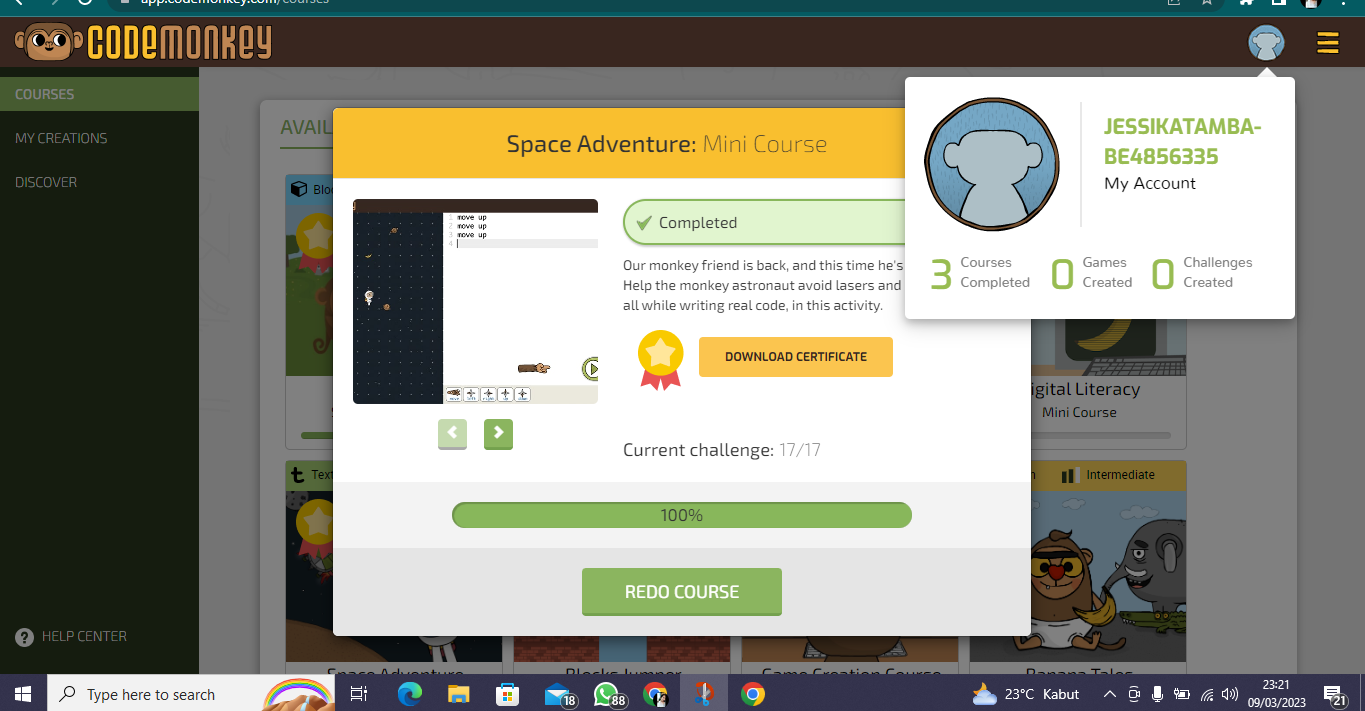 app.codemonkey.com/courses
CODEMONKEY
COURSES
MY CREATIONS
DISCOVER
HELP CENTER
AVAIL
Space Adventure: Mini Course
1 move up
2 move up
3 move up
4
Completed
Our monkey friend is back, and this time he's
Help the monkey astronaut avoid lasers and
all while writing real code, in this activity.
DOWNLOAD CERTIFICATE
Current challenge: 17/17
100%
REDO COURSE
JESSIKATAMBA-
BE4856335
My Account
3 Courses Completed
0 Games Created
0 Challenges Created
Bloc
igital Literacy
Mini Course
Text
Intermediate
Space Adventure
Blocks Jumper
Game Creation Course
Banana Tales
Type here to search
18
88
23°C Kabut
23:21
09/03/2023
21